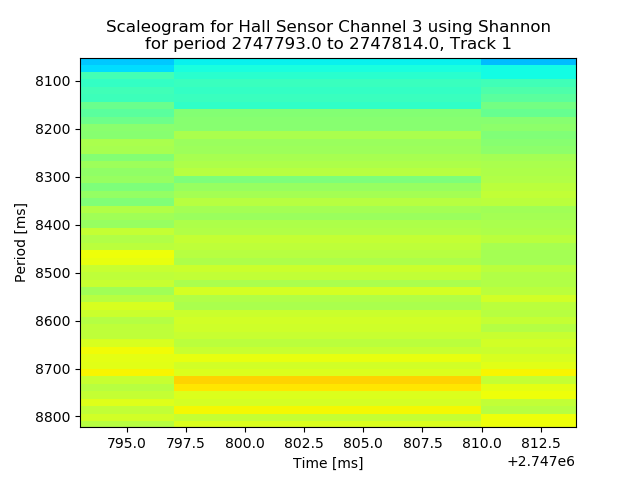 Scaleogram for Hall Sensor Channel 3 using Shannon
for period 2747793.0 to 2747814.0, Track 1
Period [ms]
8100
8200
8300
8400
8500
8600
8700
8800
795.0 797.5 800.0 802.5 805.0 807.5 810.0 812.5
Time [ms]
+2.747e6